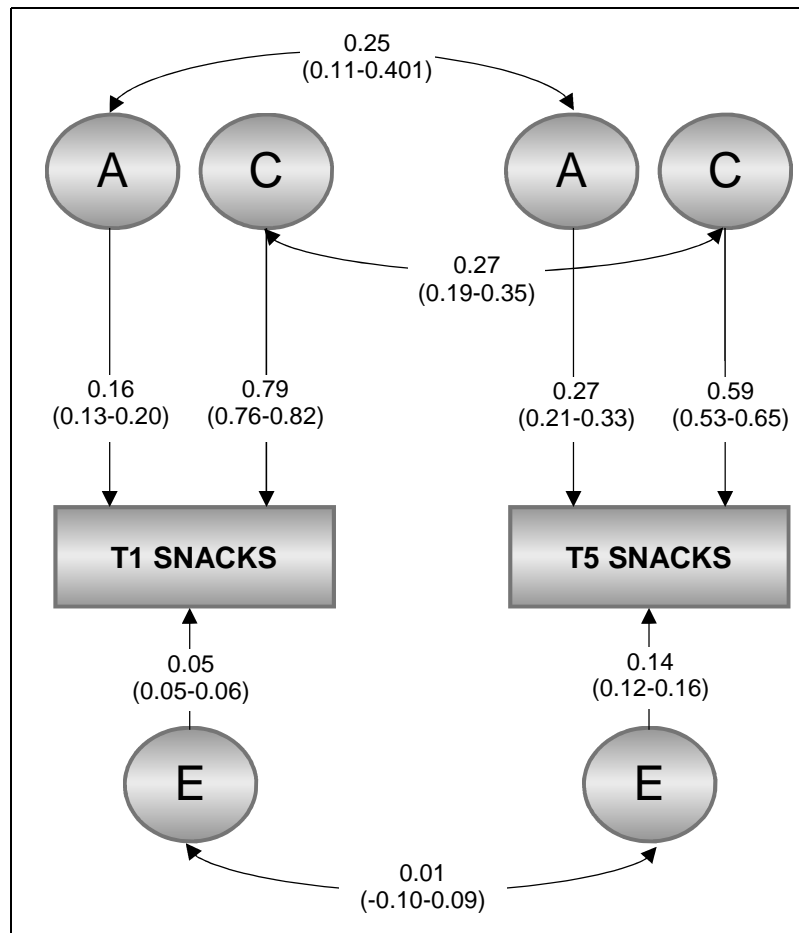 0.25
(0.11-0.401)
A
C
A
C
0.27
(0.19-0.35)
0.16
(0.13-0.20)
0.79
(0.76-0.82)
0.27
(0.21-0.33)
0.59
(0.53-0.65)
T1 SNACKS
T5 SNACKS
0.05
(0.05-0.06)
0.14
(0.12-0.16)
E
E
0.01
(-0.10-0.09)